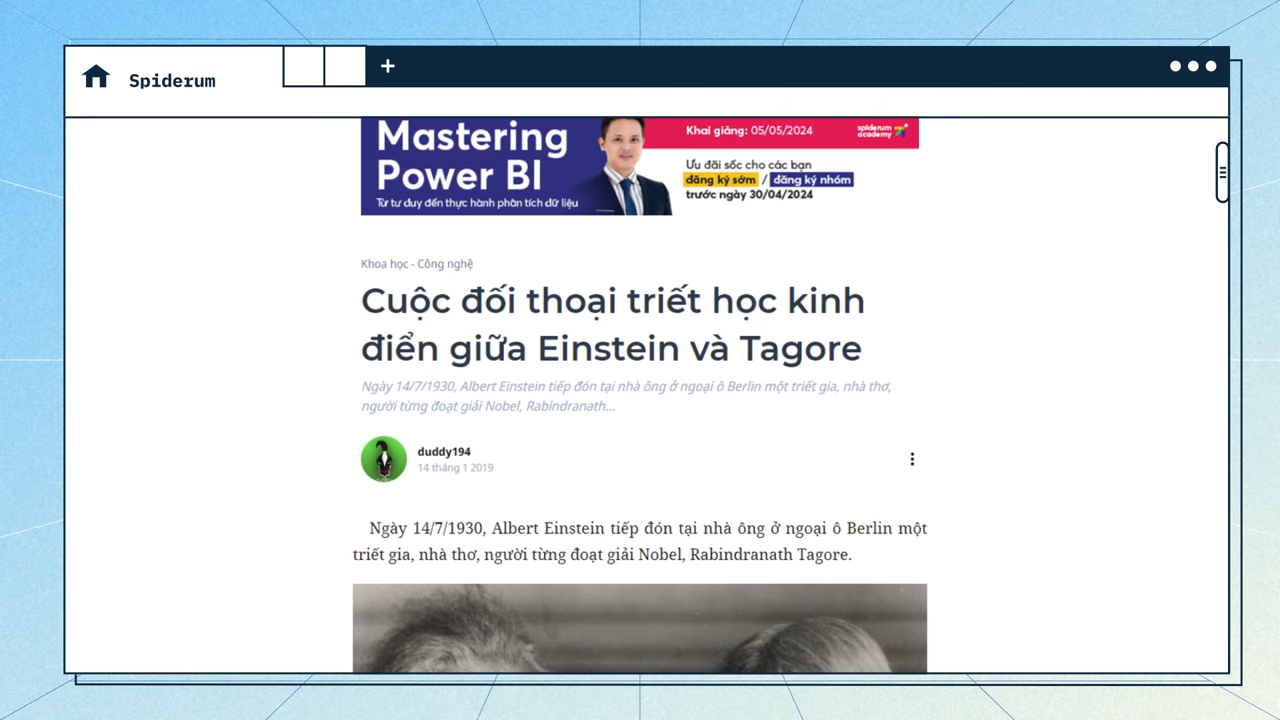 Spiderum
+
Mastering
Power BI
Từ tư duy đến thực hành phân tích dữ liệu
Khai giảng: 05/05/2024
spiderum
academy
Ưu đãi sốc cho các bạn
đăng ký sớm / đăng ký nhóm
trước ngày 30/04/2024
Khoa học - Công nghệ
Cuộc đối thoại triết học kinh
điển giữa Einstein và Tagore
Ngày 14/7/1930, Albert Einstein tiếp đón tại nhà ông ở ngoại ô Berlin một triết gia, nhà thơ,
người từng đoạt giải Nobel, Rabindranath...
duddy194
14 tháng 1 2019
Ngày 14/7/1930, Albert Einstein tiếp đón tại nhà ông ở ngoại ô Berlin một
triết gia, nhà thơ, người từng đoạt giải Nobel, Rabindranath Tagore.